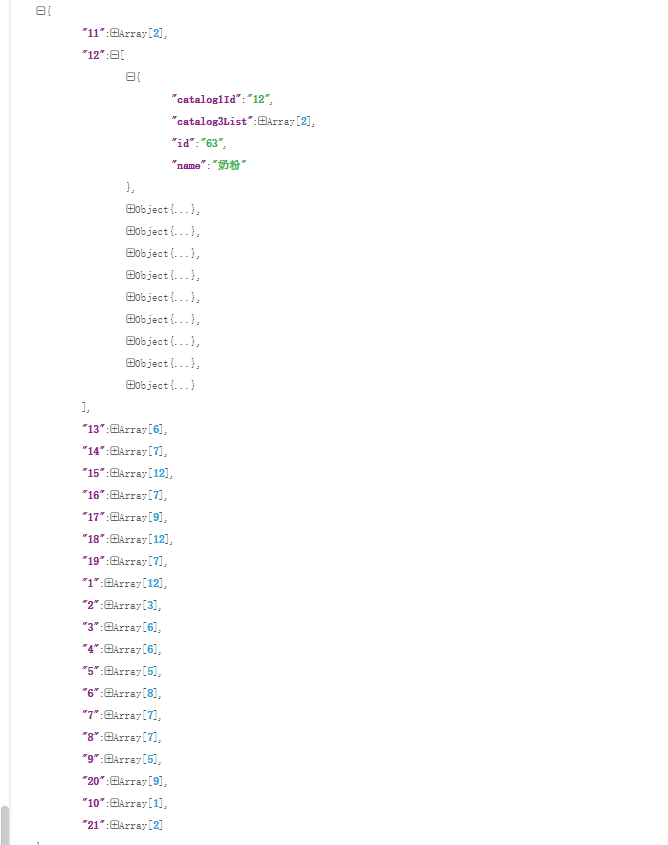 {
"11":Array[2],
"12":[
{
"catalog1Id":"12",
"catalog3List":Array[2],
"id":"63",
"name":"奶粉"
},
Object{...},
Object{...},
Object{...},
Object{...},
Object{...},
Object{...},
Object{...},
Object{...},
Object{...}
],
"13":Array[6],
"14":Array[7],
"15":Array[12],
"16":Array[7],
"17":Array[9],
"18":Array[12],
"19":Array[7],
"1":Array[12],
"2":Array[3],
"3":Array[6],
"4":Array[6],
"5":Array[5],
"6":Array[8],
"7":Array[7],
"8":Array[7],
"9":Array[5],
"20":Array[9],
"10":Array[1],
"21":Array[2]